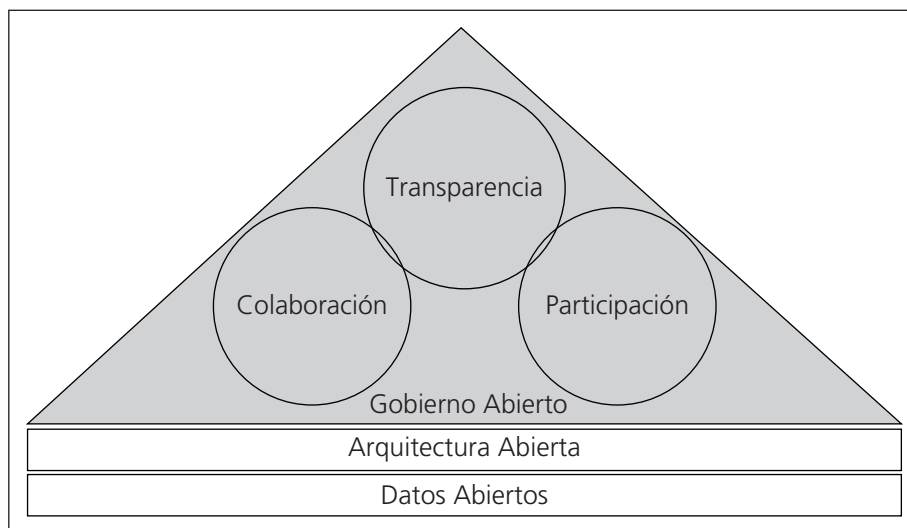 Transparencia
Colaboración
Participación
Gobierno Abierto
Arquitectura Abierta
Datos Abiertos